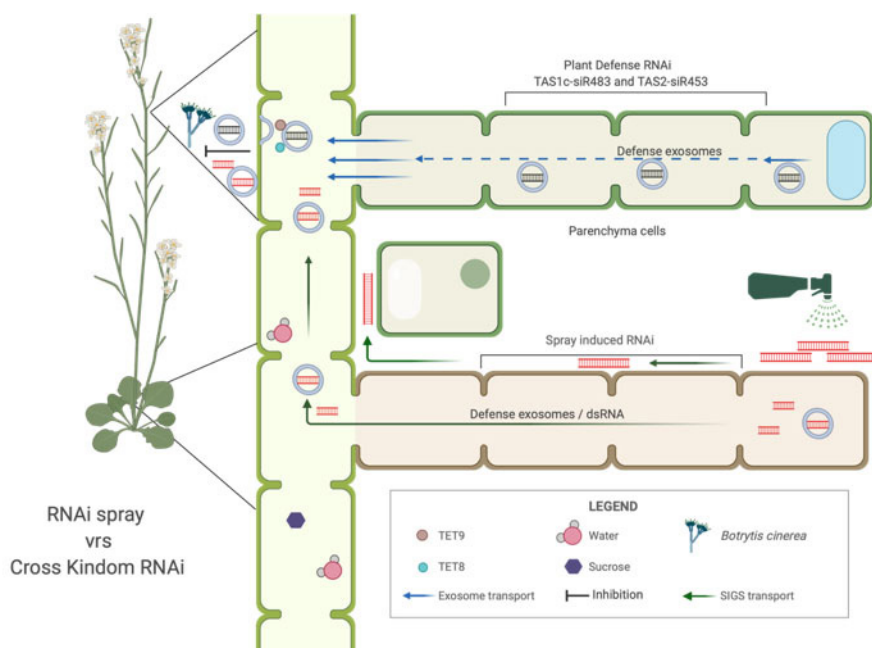 Plant Defense RNAi
TAS1c-siR483 and TAS2-siR453
Defense exosomes
Parenchyma cells
Spray induced RNAi
Defense exosomes / dsRNA
RNAi spray
vrs
Cross Kindom RNAi
LEGEND
TET9
Water
Botrytis cinerea
TET8
Sucrose
Exosome transport
Inhibition
SIGS transport